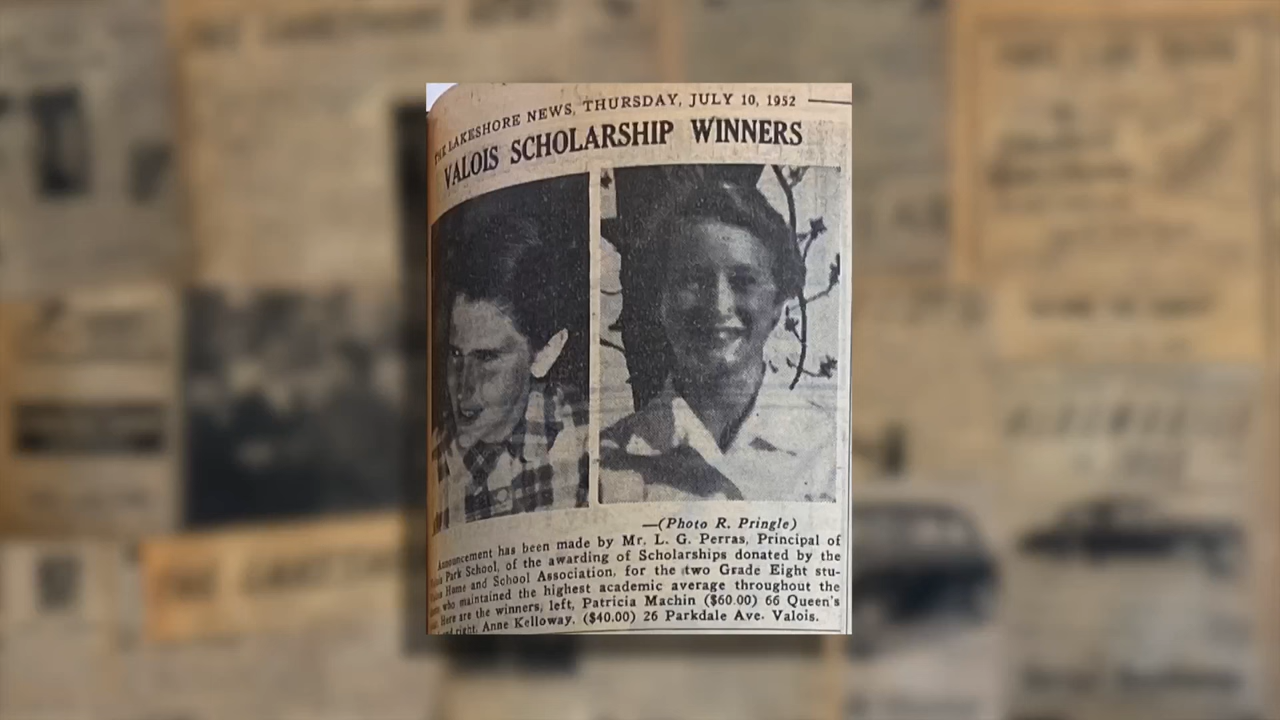 THE LAKESHORE NEWS, THURSDAY, JULY 10, 1952
VALOIS SCHOLARSHIP WINNERS
—(Photo R. Pringle)
Announcement has been made by Mr. L. G. Perras, Principal of
Park School, of the awarding of Scholarships donated by the
Home and School Association, for the two Grade Eight stu-
who maintained the highest academic average throughout the
Here are the winners, left, Patricia Machin ($60.00) 66 Queen's
right, Anne Kelloway, ($40.00) 26 Parkdale Ave. Valois.